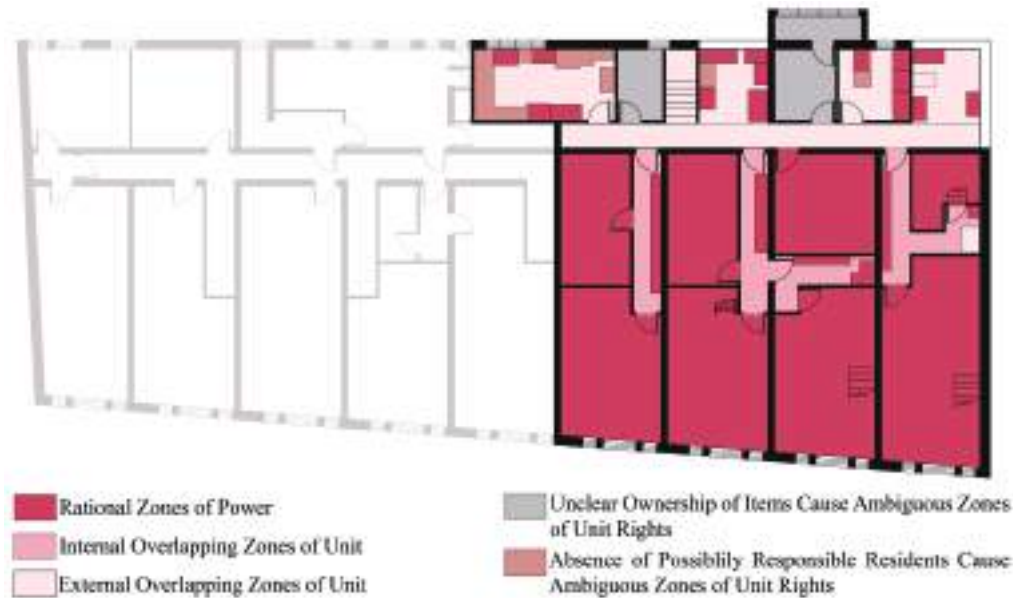 Rational Zones of Power
Internal Overlapping Zones of Unit
External Overlapping Zones of Unit
Unclear Ownership of Items Cause Ambiguous Zones
of Unit Rights
Absence of Possiblily Responsible Residents Cause
Ambiguous Zones of Unit Rights